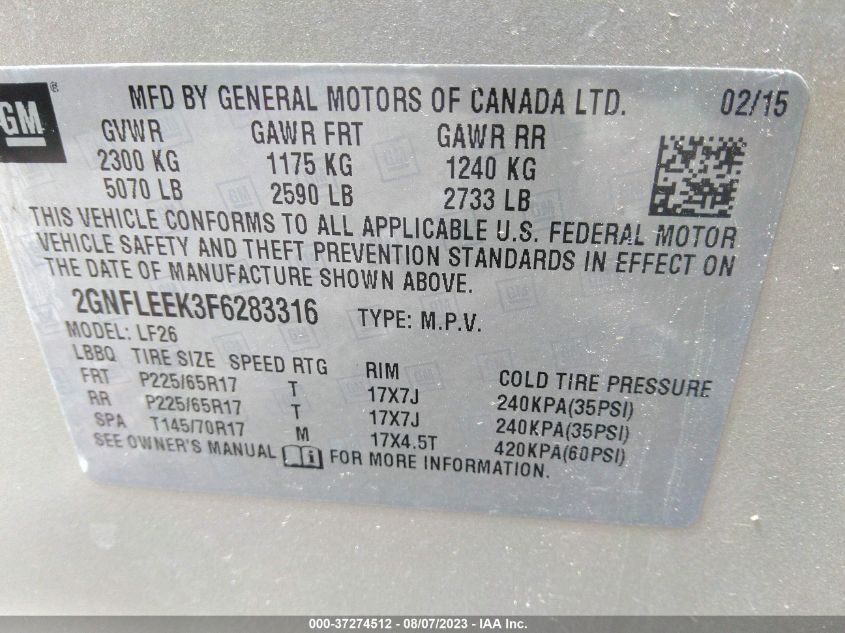 GM ®
MFD BY GENERAL MOTORS OF CANADA LTD. 02/15
GVWR GAWR FRT GAWR RR
2300 KG 1175 KG 1240 KG
5070 LB 2590 LB 2733 LB
THIS VEHICLE CONFORMS TO ALL APPLICABLE U.S. FEDERAL MOTOR
VEHICLE SAFETY AND THEFT PREVENTION STANDARDS IN EFFECT ON
THE DATE OF MANUFACTURE SHOWN ABOVE.
2GNFLEEK3F6283316 TYPE: M.P.V.
MODEL: LF26
LBBQ TIRE SIZE SPEED RTG RIM COLD TIRE PRESSURE
FRT P225/65R17 T 17X7J 240KPA(35PSI)
RR P225/65R17 T 17X7J 240KPA(35PSI)
SPA T145/70R17 M 17X4.5T 420KPA(60PSI)
SEE OWNER'S MANUAL FOR MORE INFORMATION.
000-37274512 - 08/07/2023 - IAA Inc.